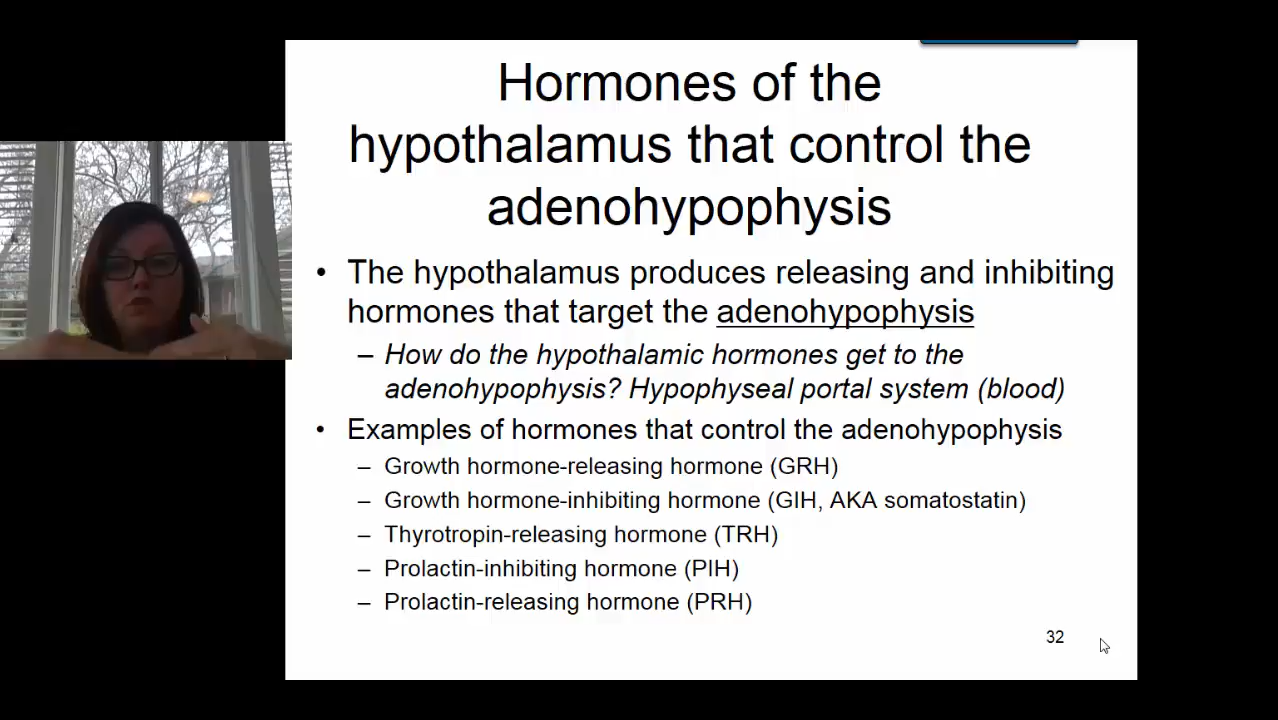 Hormones of the
hypothalamus that control the
adenohypophysis
• The hypothalamus produces releasing and inhibiting
hormones that target the adenohypophysis
– How do the hypothalamic hormones get to the
adenohypophysis? Hypophyseal portal system (blood)
• Examples of hormones that control the adenohypophysis
– Growth hormone-releasing hormone (GRH)
– Growth hormone-inhibiting hormone (GIH, AKA somatostatin)
– Thyrotropin-releasing hormone (TRH)
– Prolactin-inhibiting hormone (PIH)
– Prolactin-releasing hormone (PRH)
32